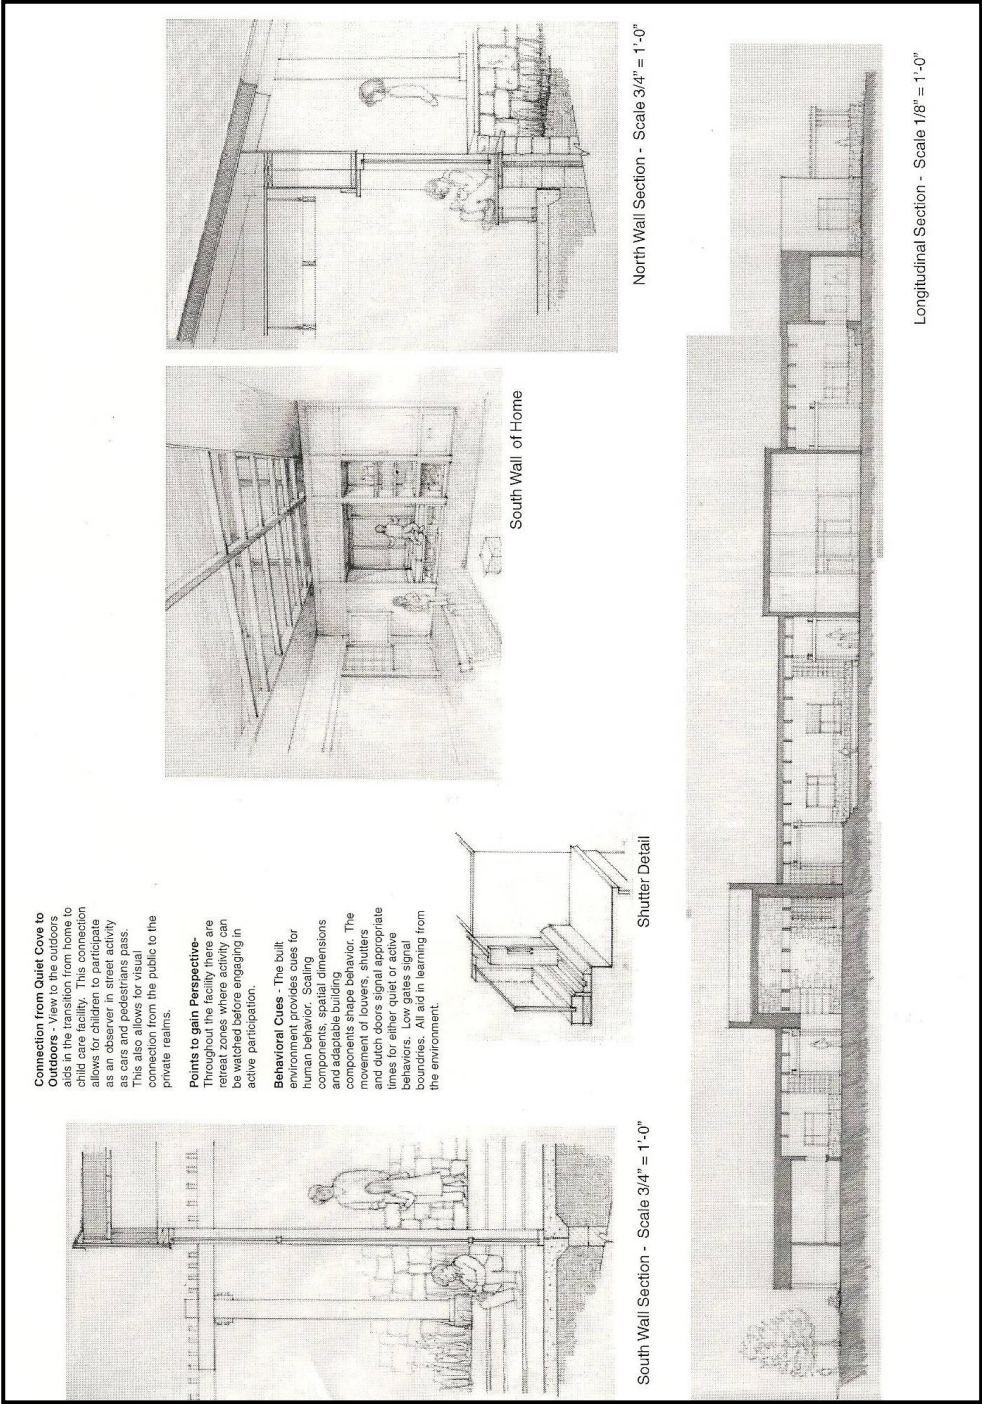 Connection from Quiet Cove to
Outdoors - View to the outdoors
aids in the transition from home to
child care facility. This connection
allows for children to participate
as an observer in street activity
as cars and pedestrians pass.
This also allows for visual
connection from the public to the
private realms.
Points to gain Perspective-
Throughout the facility there are
retreat zones where activity can
be watched before engaging in
active participation.
Behavioral Cues - The built
environment provides cues for
human behavior. Scaling
components, spatial dimensions
and adaptable building
components shape behavior. The
movement of louvers, shutters
and dutch doors signal appropriate
times for either quiet or active
behaviors. Low gates signal
boundries. All aid in learning from
the environment.
South Wall Section - Scale 3/4" = 1'-0"
Shutter Detail
South Wall of Home
North Wall Section - Scale 3/4" = 1'-0"
Longitudinal Section - Scale 1/8" = 1'-0"